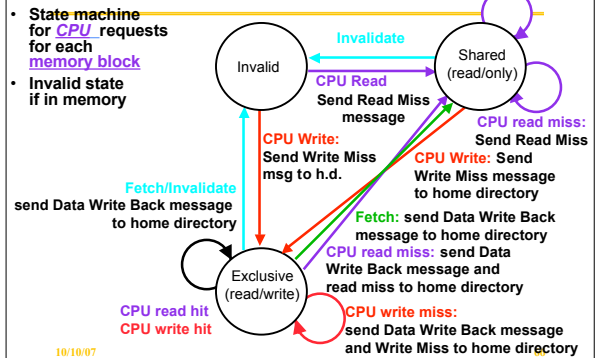 • State machine
for CPU requests
for each
memory block
• Invalid state
if in memory
Invalidate
Invalid
Shared
(read/only)
CPU Read
Send Read Miss
message
CPU read miss:
Send Read Miss
CPU Write:
Send Write Miss
msg to h.d.
CPU Write: Send
Write Miss message
to home directory
Fetch/Invalidate
send Data Write Back message
to home directory
Fetch: send Data Write Back
message to home directory
CPU read miss: send Data
Write Back message and
read miss to home directory
Exclusive
(read/write)
CPU read hit
CPU write hit
CPU write miss:
send Data Write Back message
and Write Miss to home directory
10/10/07